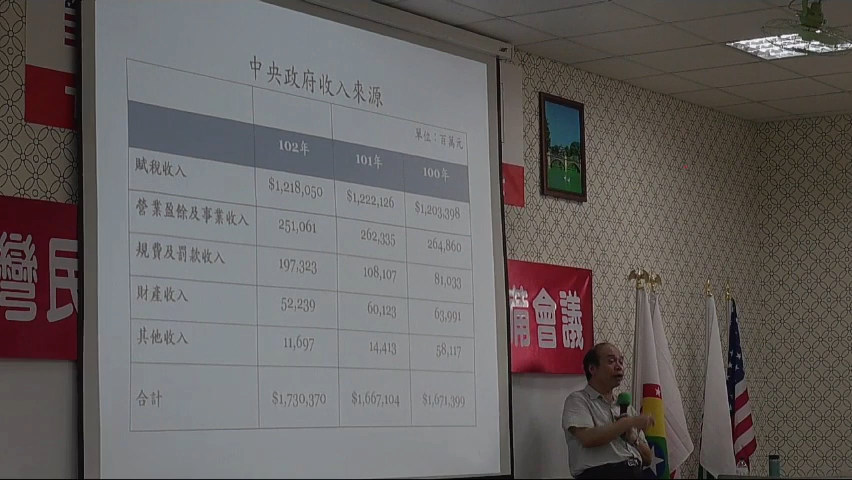 中央政府收入來源
單位：百萬元
102年 101年 100年
賦稅收入 $1,218,050 $1,222,126 $1,203,398
營業盈餘及事業收入 251,061 262,335 264,860
規費及罰款收入 197,323 108,107 81,033
財產收入 52,239 60,123 63,991
其他收入 11,697 14,413 58,117
合計 $1,730,370 $1,667,104 $1,671,399
灣民
備會議